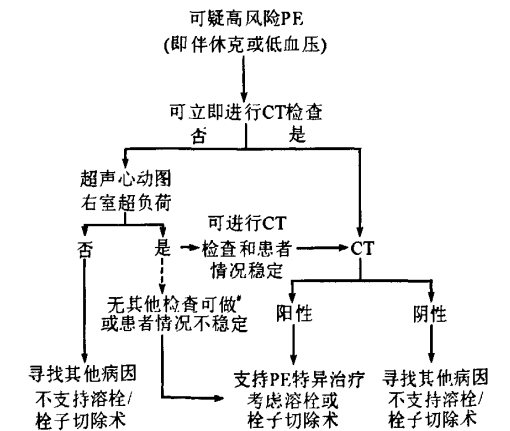 可疑高风险PE
(即伴休克或低血压)
可立即进行CT检查
否 是
超声心动图
右室超负荷
否
是
可进行CT
检查和患者
情况稳定
CT
无其他检查可做#
或患者情况不稳定
阳性
阴性
寻找其他病因
不支持溶栓/
栓子切除术
支持PE特异治疗
考虑溶栓或
栓子切除术
寻找其他病因
不支持溶栓/
栓子切除术